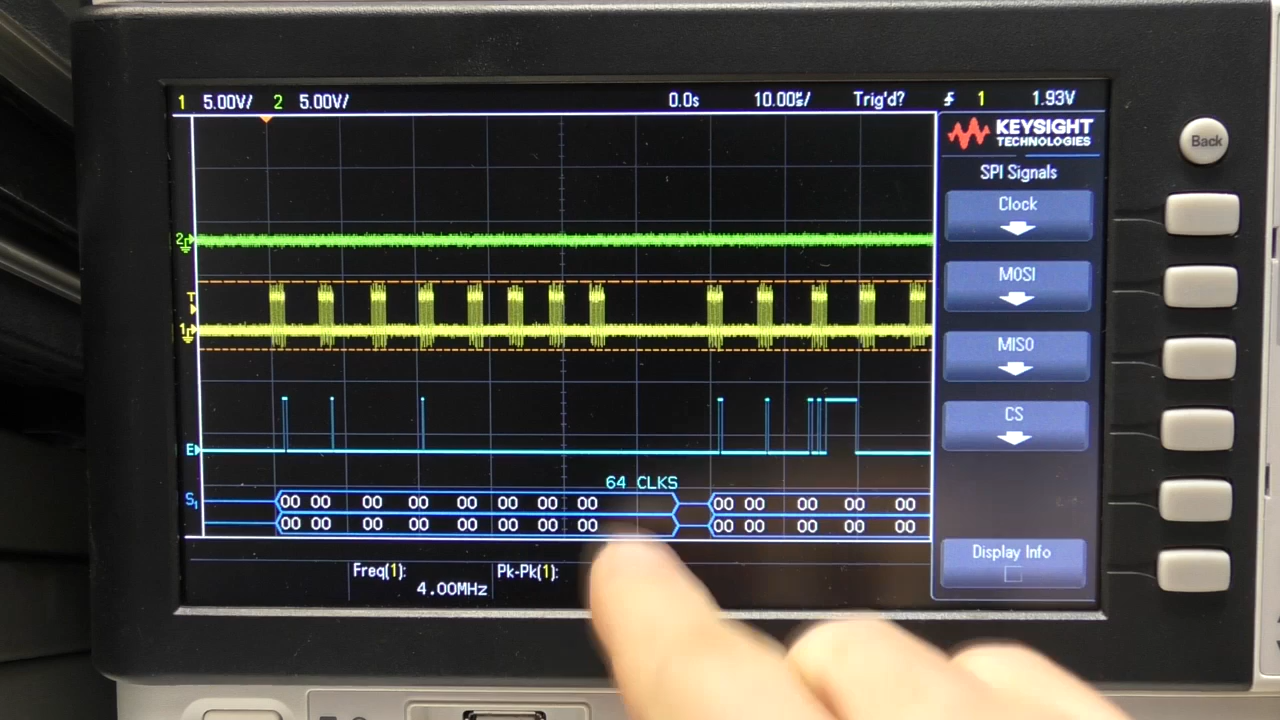 1 5.00V/ 2 5.00V/ 0.0s 10.00us/ Trig'd? 1 1.93V
KEYSIGHT
TECHNOLOGIES
Back
SPI Signals
Clock
MOSI
MISO
CS
Display Info
2
T
1
E
64 CLKS
S1
00 00 00 00 00 00 00 00 00 00 00 00 00
00 00 00 00 00 00 00 00 00 00 00 00 00
Freq(1): Pk-Pk(1):
4.00MHz